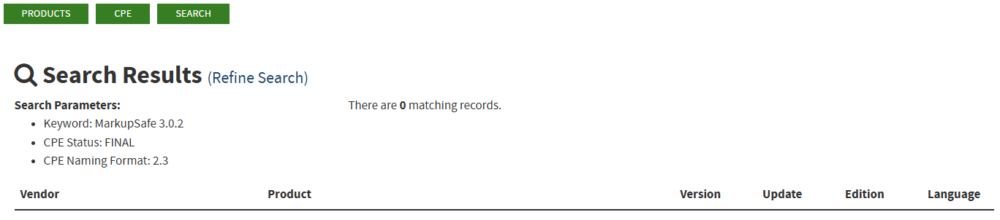 PRODUCTS CPE SEARCH
Search Results (Refine Search)
Search Parameters: There are 0 matching records.
Keyword: MarkupSafe 3.0.2
CPE Status: FINAL
CPE Naming Format: 2.3
Vendor Product Version Update Edition Language